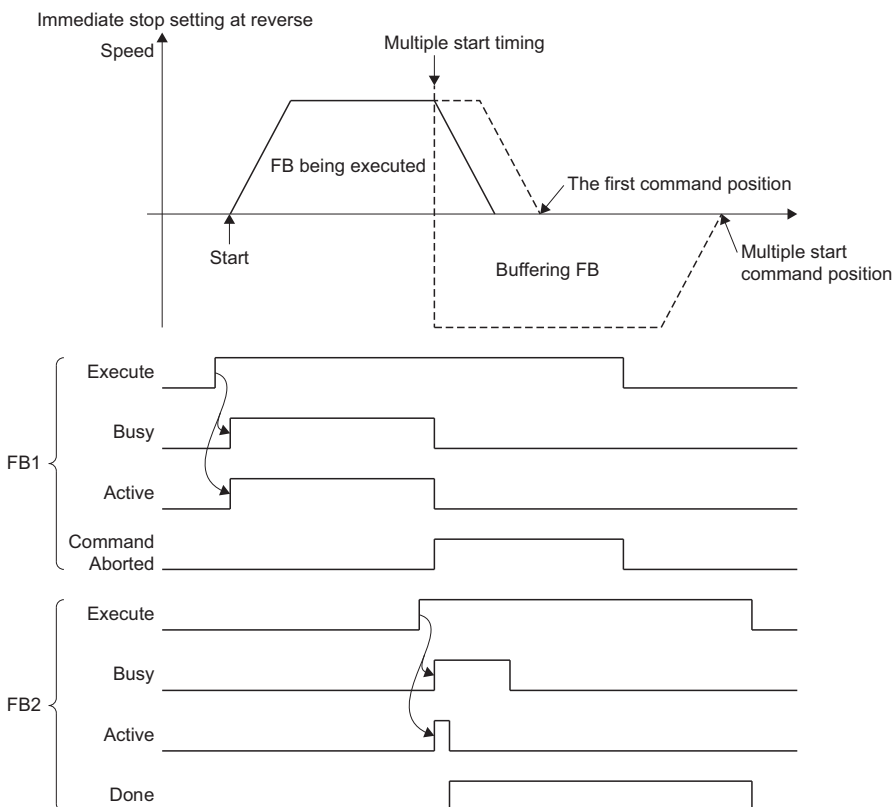 Immediate stop setting at reverse
Speed
Multiple start timing
FB being executed
The first command position
Start
Buffering FB
Multiple start
command position
FB1
Execute
Busy
Active
Command
Aborted
FB2
Execute
Busy
Active
Done